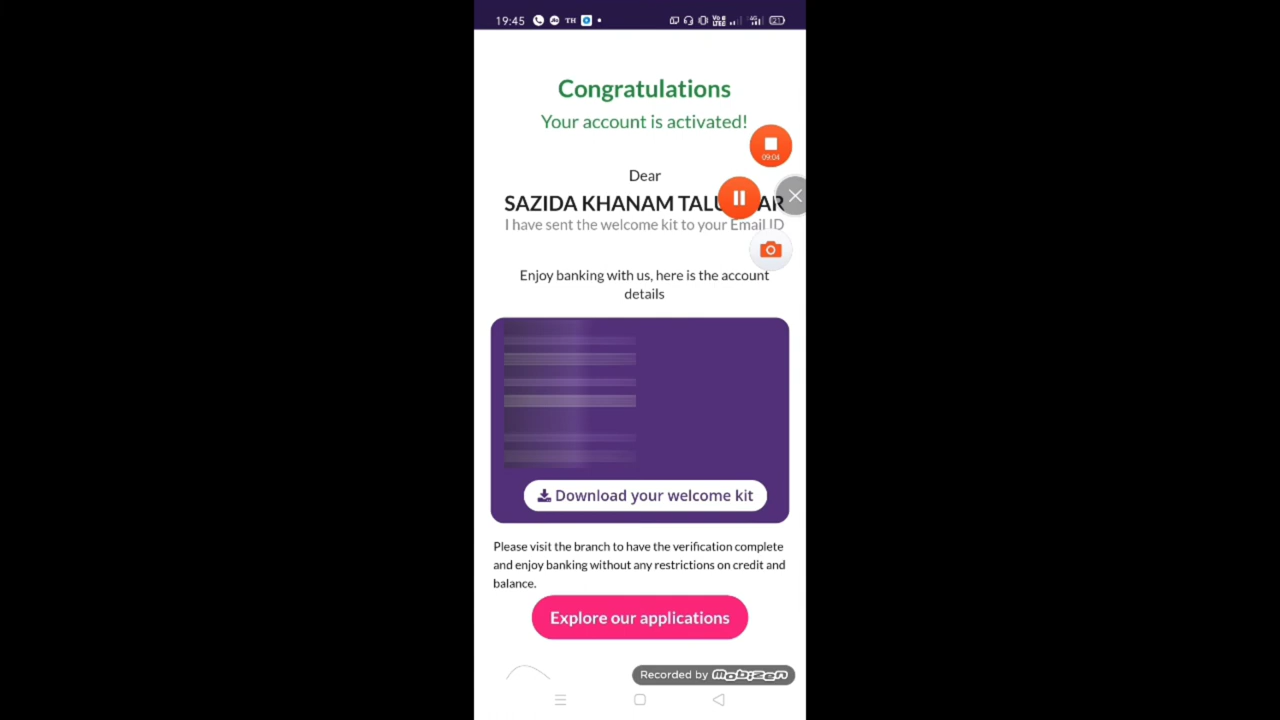 19:45 TH
Congratulations
Your account is activated!
09:04
Dear
SAZIDA KHANAM
I have sent the welcome kit to your Email ID
Enjoy banking with us, here is the account
details
Download your welcome kit
Please visit the branch to have the verification complete
and enjoy banking without any restrictions on credit and
balance.
Explore our applications
Recorded by mobizen